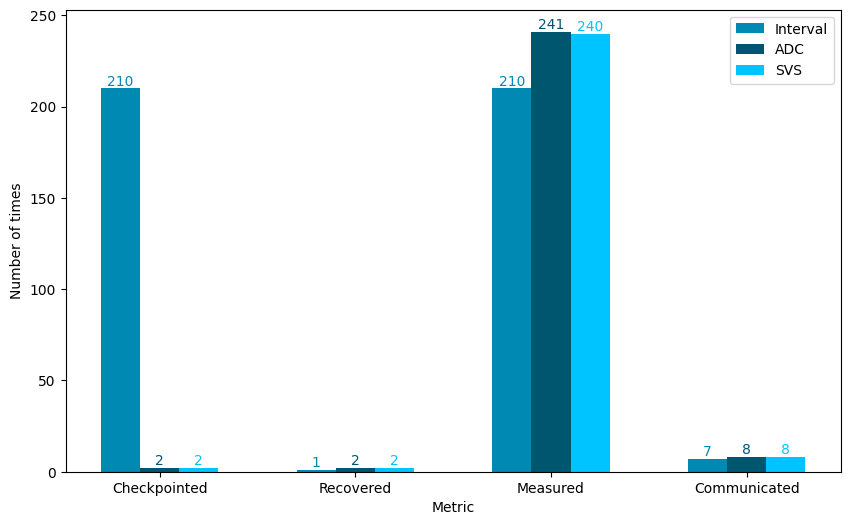 Interval
ADC
SVS
250
200
150
100
50
0
Number of times
210
2
2
1
2
2
210
241
240
7
8
8
Checkpointed
Recovered
Measured
Communicated
Metric